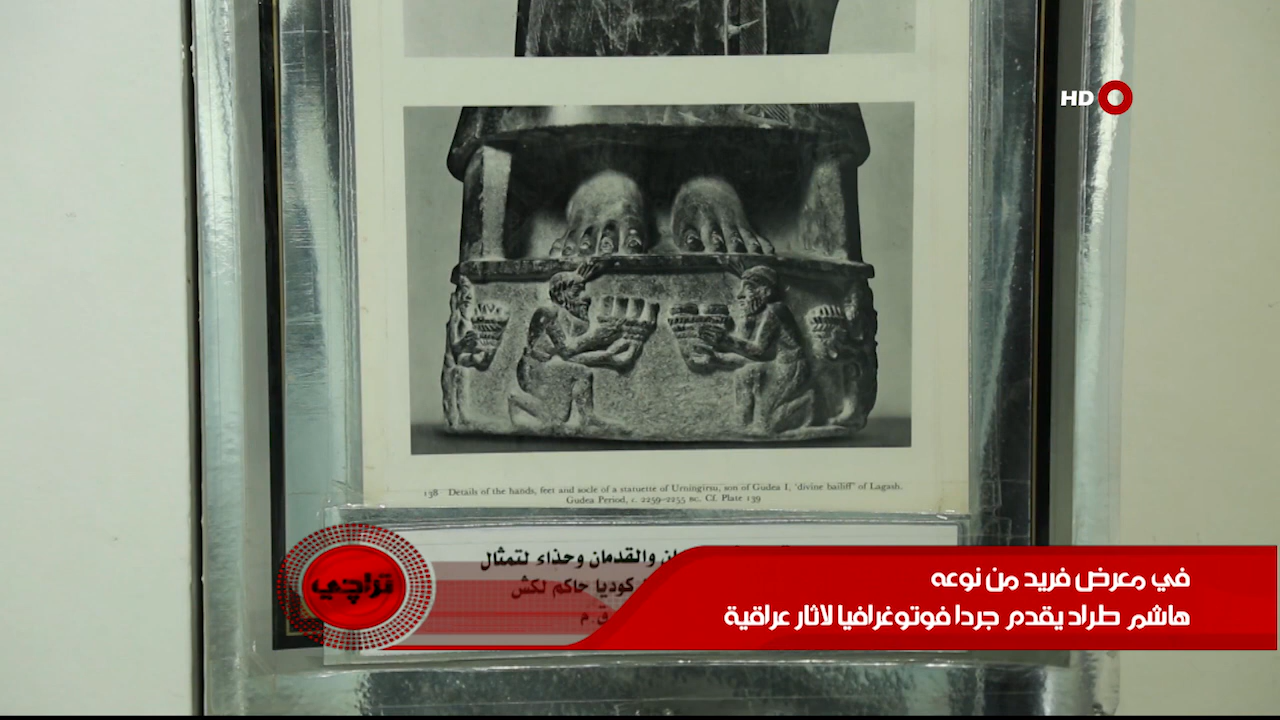 HD
138 Details of the hands, feet and socle of a statuette of Urningirsu, son of Gudea I, 'divine bailiff' of Lagash.
Gudea Period, c. 2259–2255 BC. Cf. Plate 139
والقدمان وحذاء لتمثال
كوديا حاكم لكش
ق.م
تراچي
في معرض فريد من نوعه
هاشم طراد يقدم جردا فوتوغرافيا لاثار عراقية